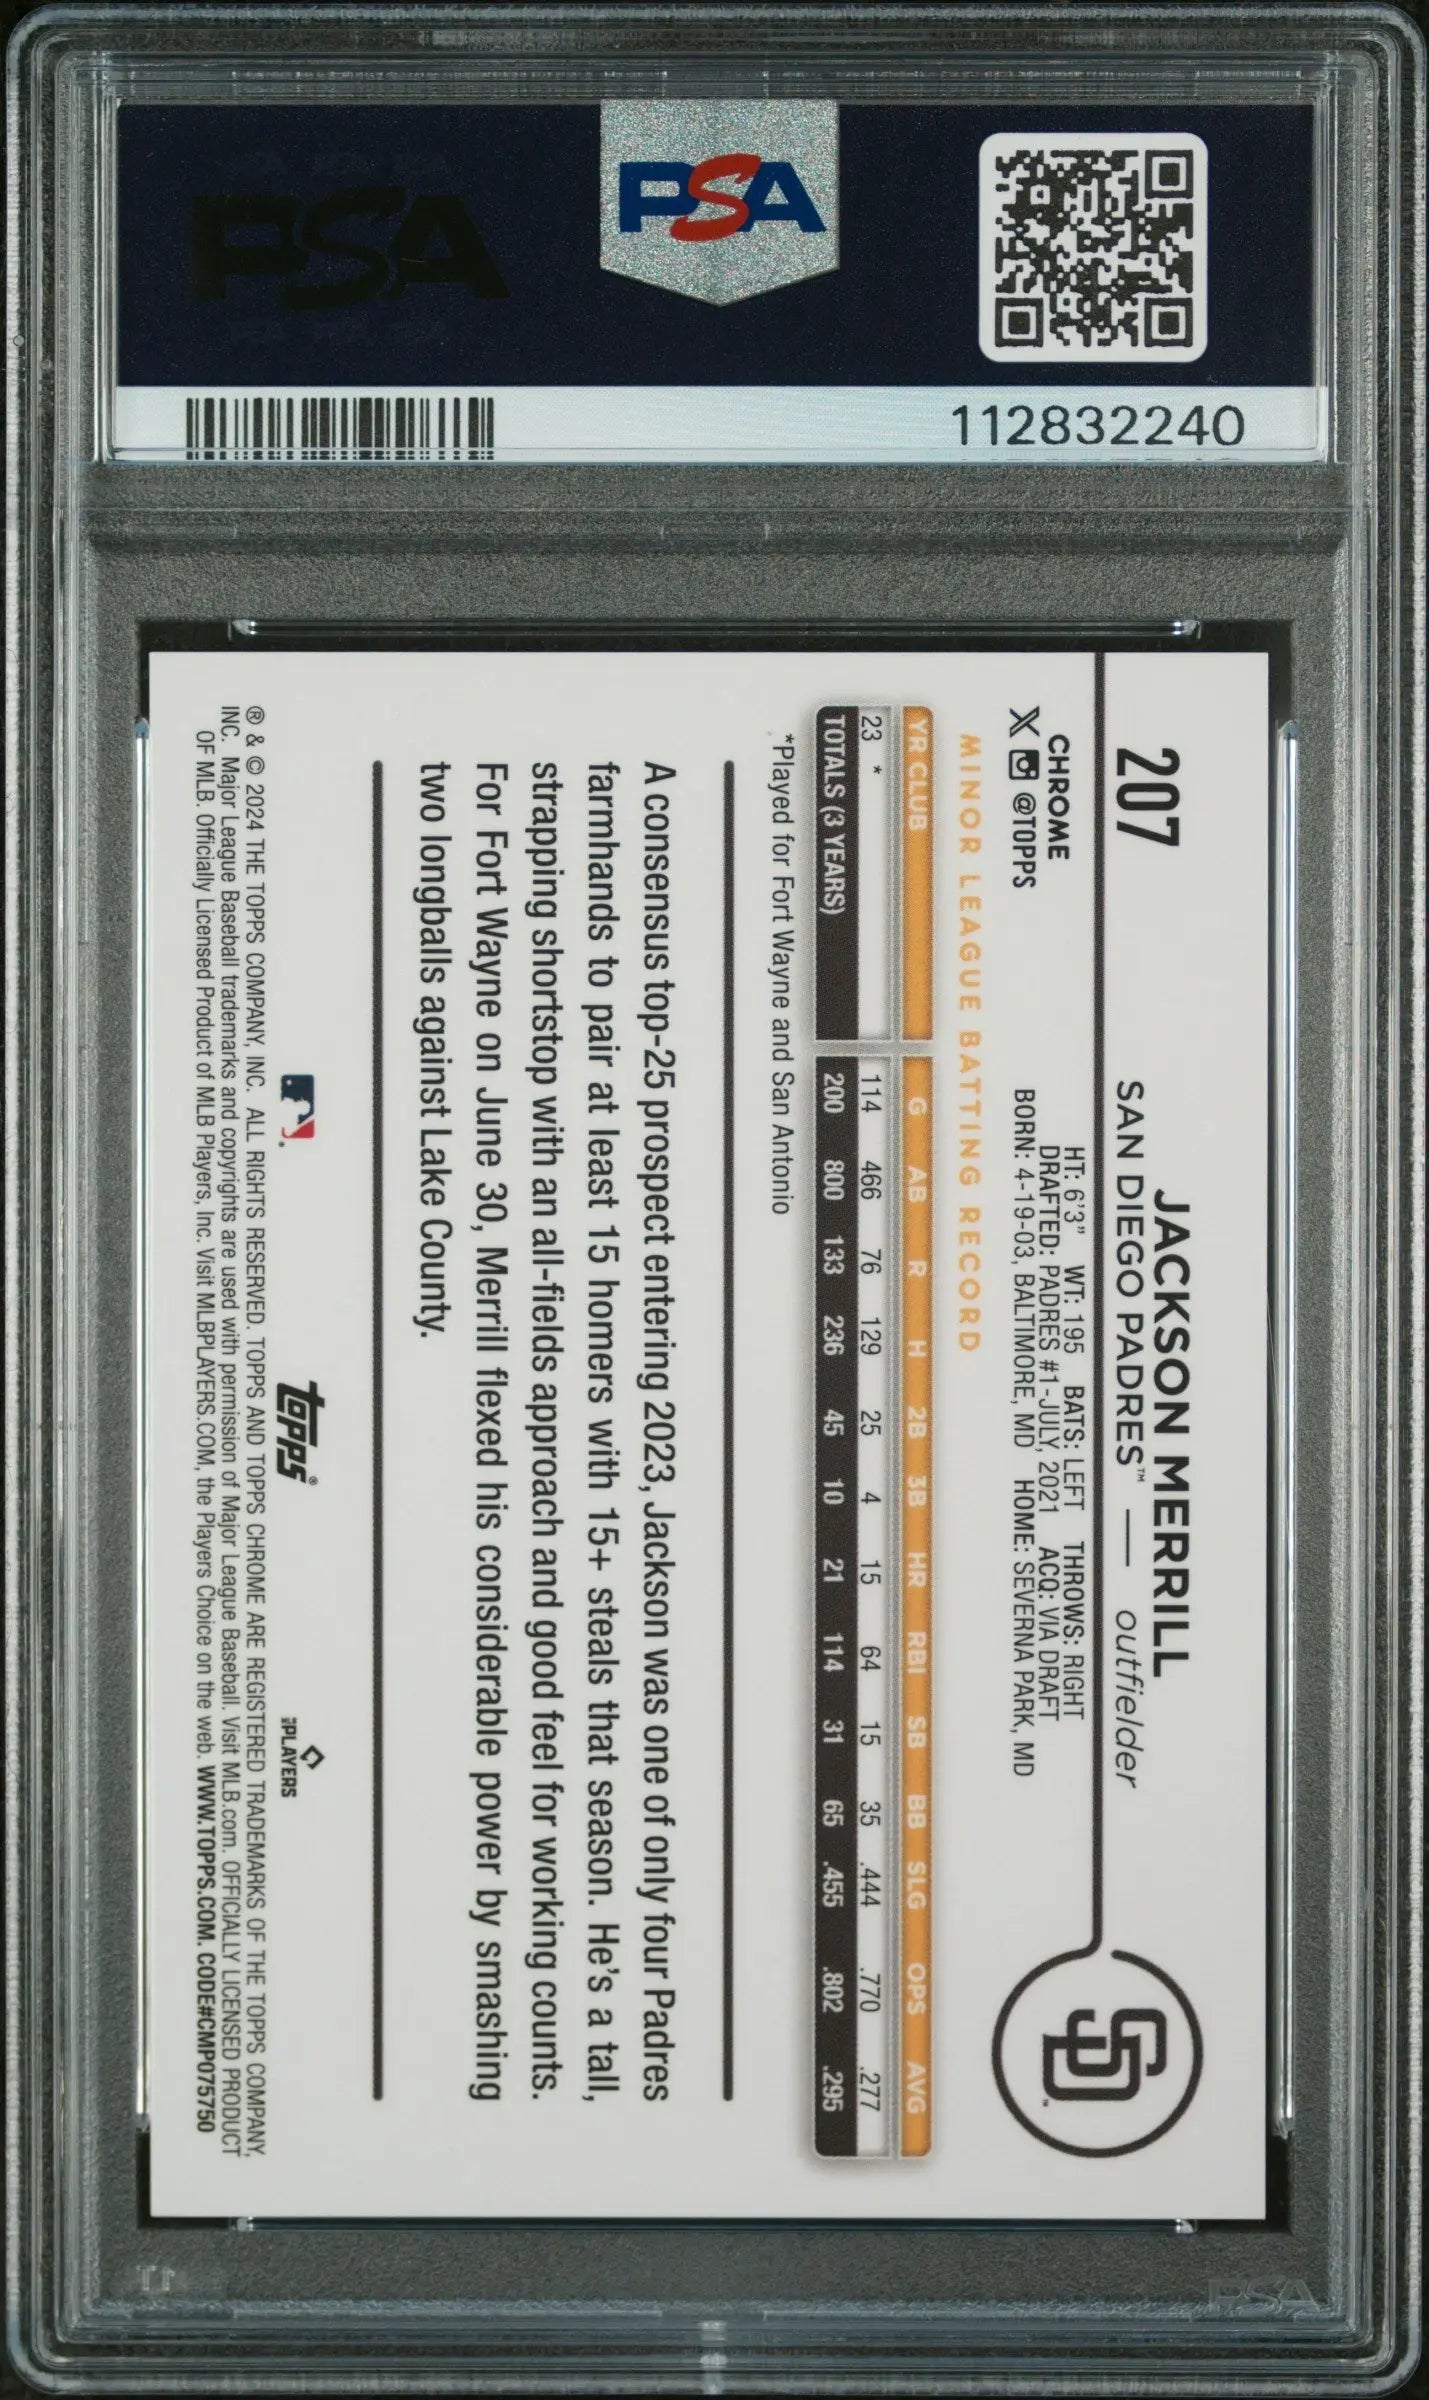 PSA
PSA
112832240
207
JACKSON MERRILL
SAN DIEGO PADRES™ — outfielder
CHROME
@TOPPS
HT: 6'3" WT: 195 BATS: LEFT THROWS: RIGHT
DRAFTED: PADRES #1-JULY, 2021 ACQ: VIA DRAFT
BORN: 4-19-03, BALTIMORE, MD HOME: SEVERNA PARK, MD
SD
MINOR LEAGUE BATTING RECORD
YR CLUB G AB R H 2B 3B HR RBI SB BB SLG OPS AVG
23 * 114 466 76 129 25 4 15 64 15 35 .444 .770 .277
TOTALS (3 YEARS) 200 800 133 236 45 10 21 114 31 65 .455 .802 .295
*Played for Fort Wayne and San Antonio
A consensus top-25 prospect entering 2023, Jackson was one of only four Padres
farmhands to pair at least 15 homers with 15+ steals that season. He's a tall,
strapping shortstop with an all-fields approach and good feel for working counts.
For Fort Wayne on June 30, Merrill flexed his considerable power by smashing
two longballs against Lake County.
topps®
PLAYERS
® & © 2024 THE TOPPS COMPANY, INC. ALL RIGHTS RESERVED. TOPPS AND TOPPS CHROME ARE REGISTERED TRADEMARKS OF THE TOPPS COMPANY,
INC. Major League Baseball trademarks and copyrights are used with permission of Major League Baseball. Visit MLB.com. OFFICIALLY LICENSED PRODUCT
OF MLB. Officially Licensed Product of MLB Players, Inc. Visit MLBPLAYERS.COM, the Players Choice on the web. WWW.TOPPS.COM. CODE#CMP075750
PSA